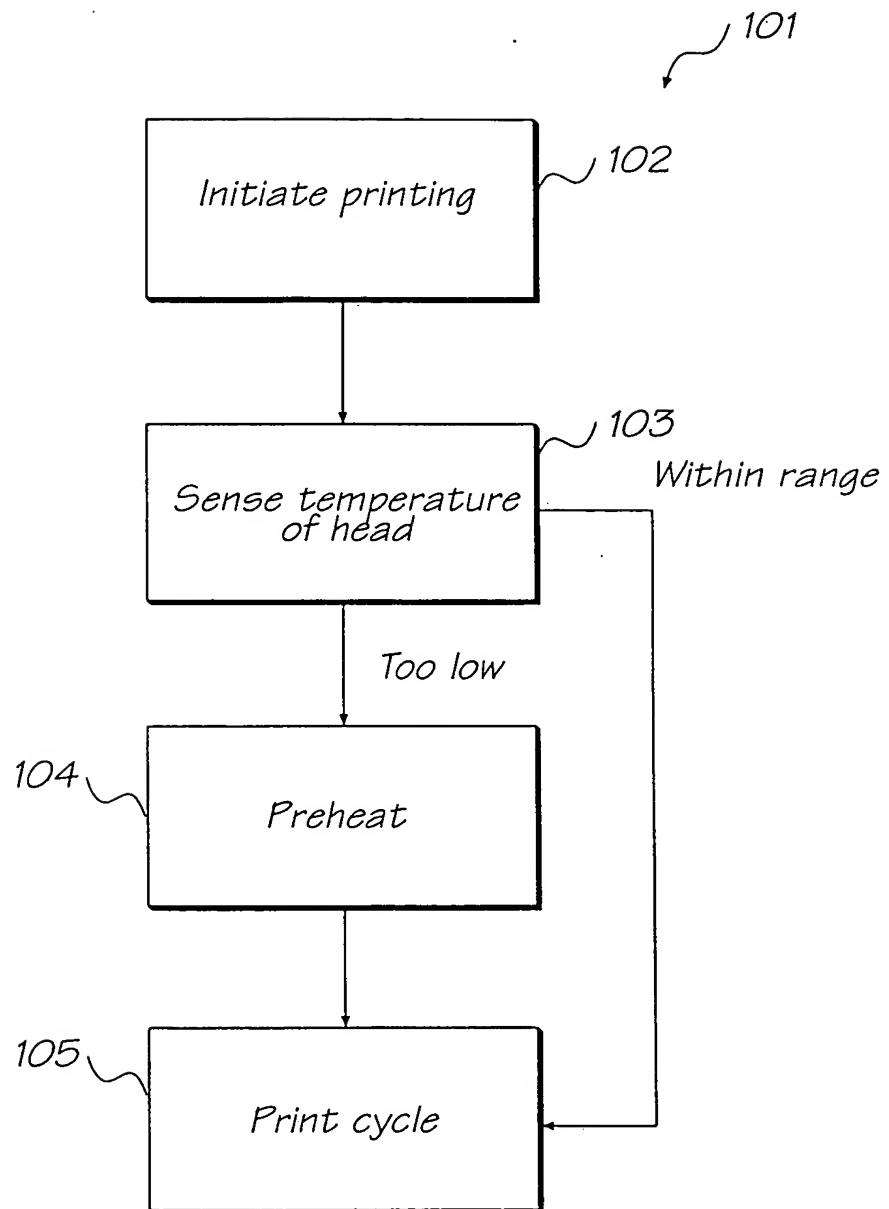 101
Initiate printing
102
103
Within range
Sense temperature
of head
Too low
104
Preheat
105
Print cycle